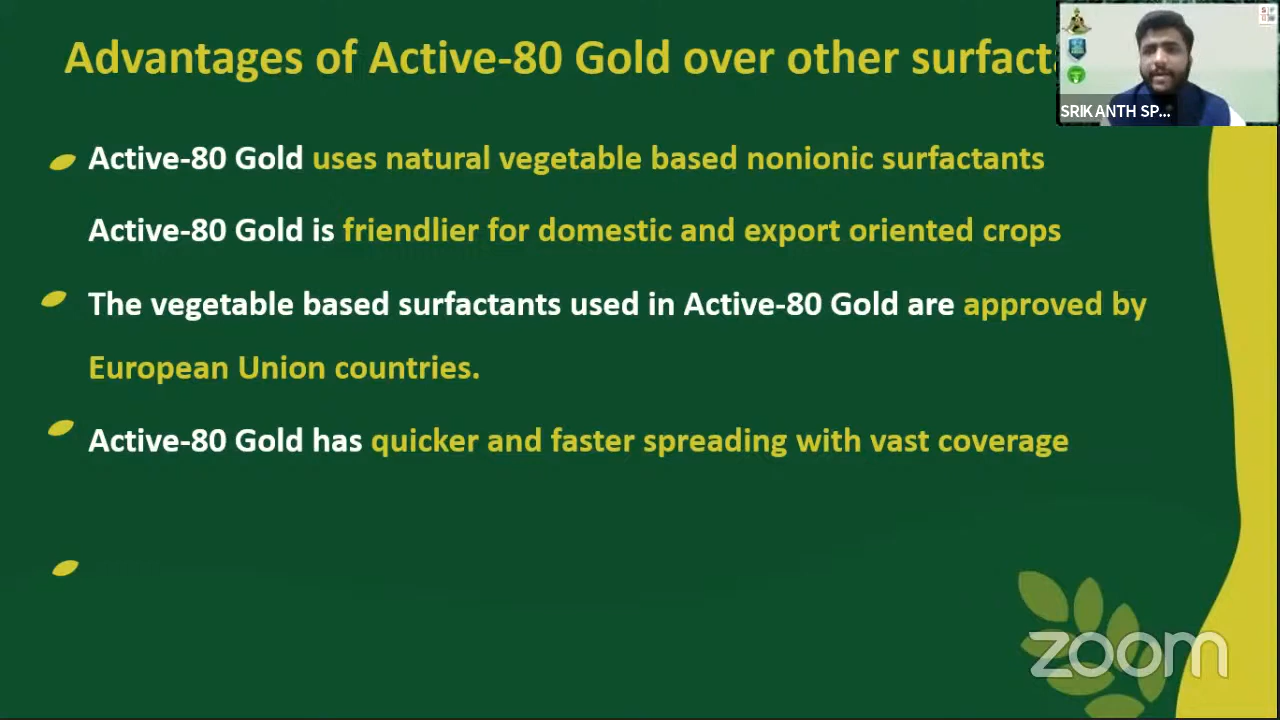 Advantages of Active-80 Gold over other surfact
SRIKANTH SP...
Active-80 Gold uses natural vegetable based nonionic surfactants
Active-80 Gold is friendlier for domestic and export oriented crops
The vegetable based surfactants used in Active-80 Gold are approved by
European Union countries.
Active-80 Gold has quicker and faster spreading with vast coverage
zoom